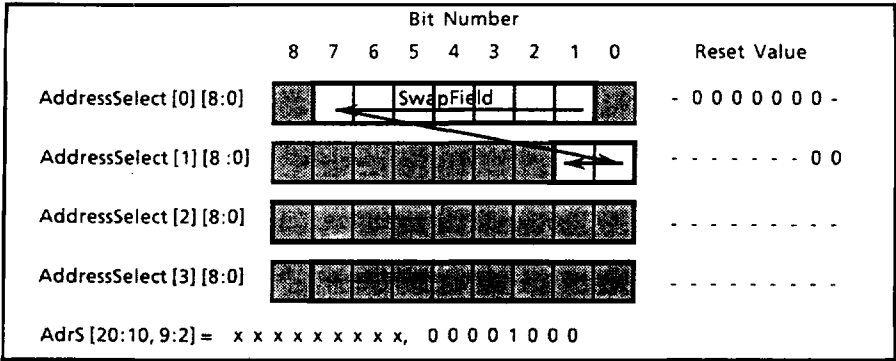 Bit Number
8 7 6 5 4 3 2 1 0 Reset Value
AddressSelect [0] [8:0] SwapField - 0 0 0 0 0 0 0 -
AddressSelect [1] [8 :0] - - - - - - - 0 0
AddressSelect [2] [8:0] - - - - - - - - -
AddressSelect [3] [8:0] - - - - - - - - -
AdrS [20:10, 9:2] = x x x x x x x x x, 0 0 0 0 1 0 0 0